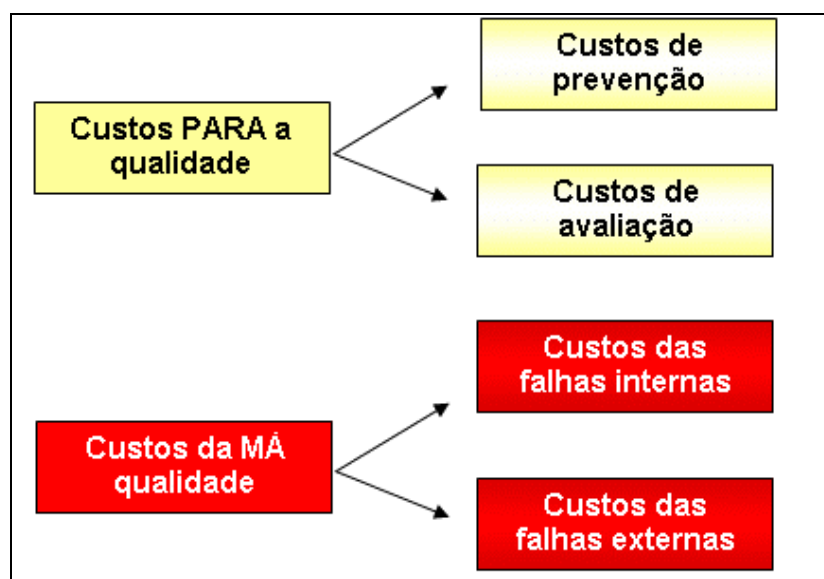 Custos de
prevenção
Custos PARA a
qualidade
Custos de
avaliação
Custos das
falhas internas
Custos da MÁ
qualidade
Custos das
falhas externas